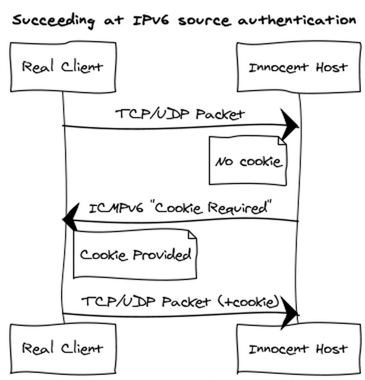 Succeeding at IPv6 source authentication
Real Client
Innocent Host
TCP/UDP Packet
No cookie
ICMPv6 "Cookie Required"
Cookie Provided
TCP/UDP Packet (+cookie)
Real Client
Innocent Host